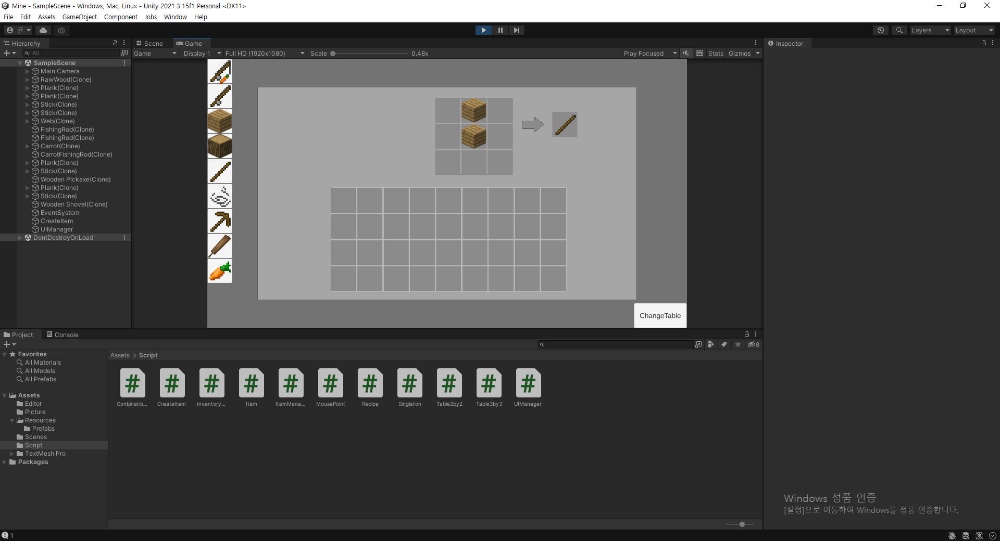 Mine - SampleScene - Windows, Mac, Linux - Unity 2021.3.15f1 Personal <DX11>
File Edit Assets GameObject Component Jobs Window Help
Layers Layout
Hierarchy
All
SampleScene
Main Camera
RawWood(Clone)
Plank(Clone)
Plank(Clone)
Stick(Clone)
Stick(Clone)
Web(Clone)
FishingRod(Clone)
FishingRod(Clone)
Carrot(Clone)
CarrotFishingRod(Clone)
Plank(Clone)
Stick(Clone)
Wooden Pickaxe(Clone)
Plank(Clone)
Stick(Clone)
Wooden Shovel(Clone)
EventSystem
CreateItem
UIManager
DontDestroyOnLoad
Scene Game
Game Display 1 Full HD (1920x1080) Scale 0.48x Play Focused Stats Gizmos
ChangeTable
Inspector
Project Console
8
Favorites
All Materials
All Models
All Prefabs
Assets
Editor
Picture
Resources
Prefabs
Scenes
Script
TextMesh Pro
Packages
Assets > Script
Conbinatio... CreateItem Inventory... Item ItemMana... MousePoint Recipe Singleton Table2by2 Table3by3 UIManager
Windows 정품 인증
[설정]으로 이동하여 Windows를 정품 인증합니다.
1